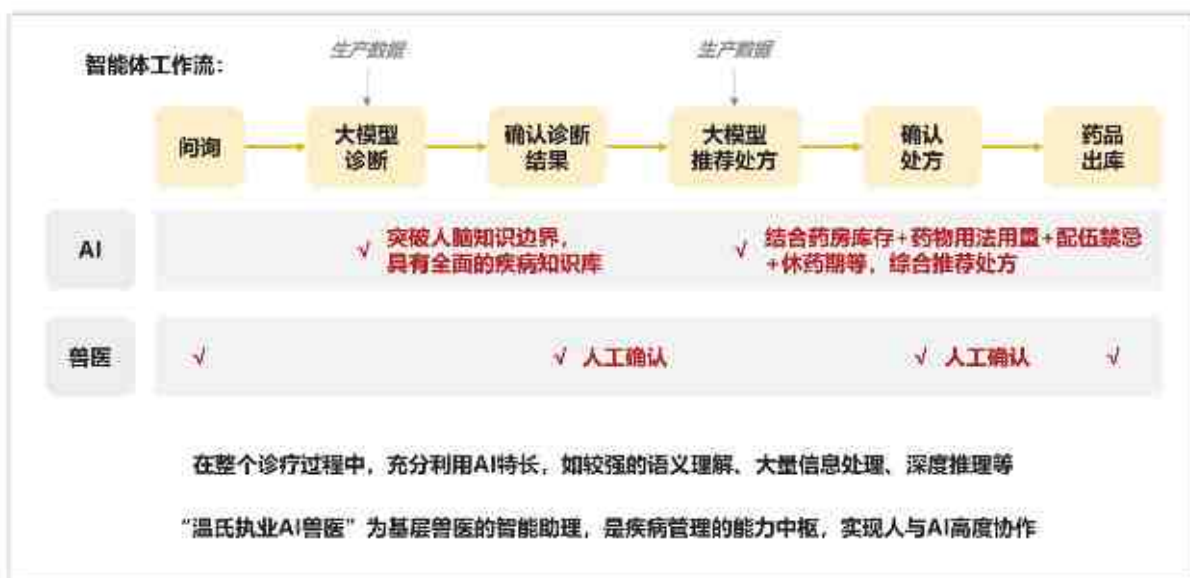 智能体工作流：
生产数据
生产数据
问询
大模型
诊断
确认诊断
结果
大模型
推荐处方
确认
处方
药品
出库
AI
√ 突破人脑知识边界，
具有全面的疾病知识库
√ 结合药房库存+药物用法用量+配伍禁忌
+休药期等，综合推荐处方
兽医
√
√ 人工确认
√ 人工确认
√
在整个诊疗过程中，充分利用AI特长，如较强的语义理解、大量信息处理、深度推理等
“温氏执业AI兽医”为基层兽医的智能助理，是疾病管理的能力中枢，实现人与AI高度协作